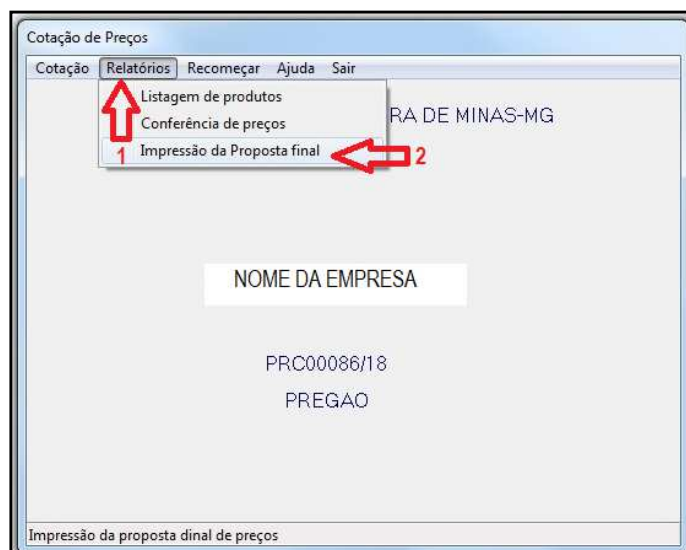 Cotação de Preços
Cotação Relatórios Recomeçar Ajuda Sair
Listagem de produtos
RA DE MINAS-MG
Conferência de preços
1 Impressão da Proposta final 2
NOME DA EMPRESA
PRC00086/18
PREGAO
Impressão da proposta dinal de preços